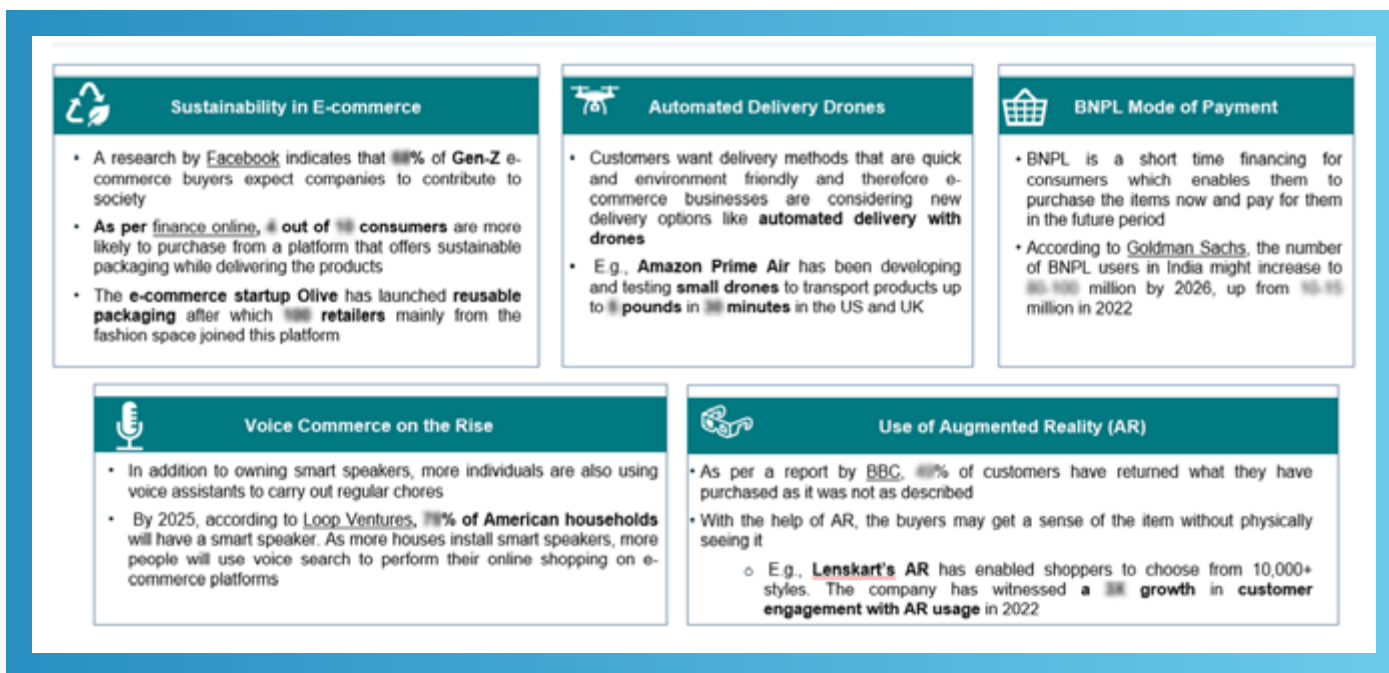 Sustainability in E-commerce
• A research by Facebook indicates that % of Gen-Z e-
commerce buyers expect companies to contribute to
society
• As per finance online, out of consumers are more
likely to purchase from a platform that offers sustainable
packaging while delivering the products
• The e-commerce startup Olive has launched reusable
packaging after which retailers mainly from the
fashion space joined this platform
Automated Delivery Drones
• Customers want delivery methods that are quick
and environment friendly and therefore e-
commerce businesses are considering new
delivery options like automated delivery with
drones
• E.g., Amazon Prime Air has been developing
and testing small drones to transport products up
to pounds in minutes in the US and UK
BNPL Mode of Payment
• BNPL is a short time financing for
consumers which enables them to
purchase the items now and pay for them
in the future period
• According to Goldman Sachs, the number
of BNPL users in India might increase to
million by 2026, up from
million in 2022
Voice Commerce on the Rise
• In addition to owning smart speakers, more individuals are also using
voice assistants to carry out regular chores
• By 2025, according to Loop Ventures, % of American households
will have a smart speaker. As more houses install smart speakers, more
people will use voice search to perform their online shopping on e-
commerce platforms
Use of Augmented Reality (AR)
• As per a report by BBC, % of customers have returned what they have
purchased as it was not as described
• With the help of AR, the buyers may get a sense of the item without physically
seeing it
o E.g., Lenskart's AR has enabled shoppers to choose from 10,000+
styles. The company has witnessed a growth in customer
engagement with AR usage in 2022